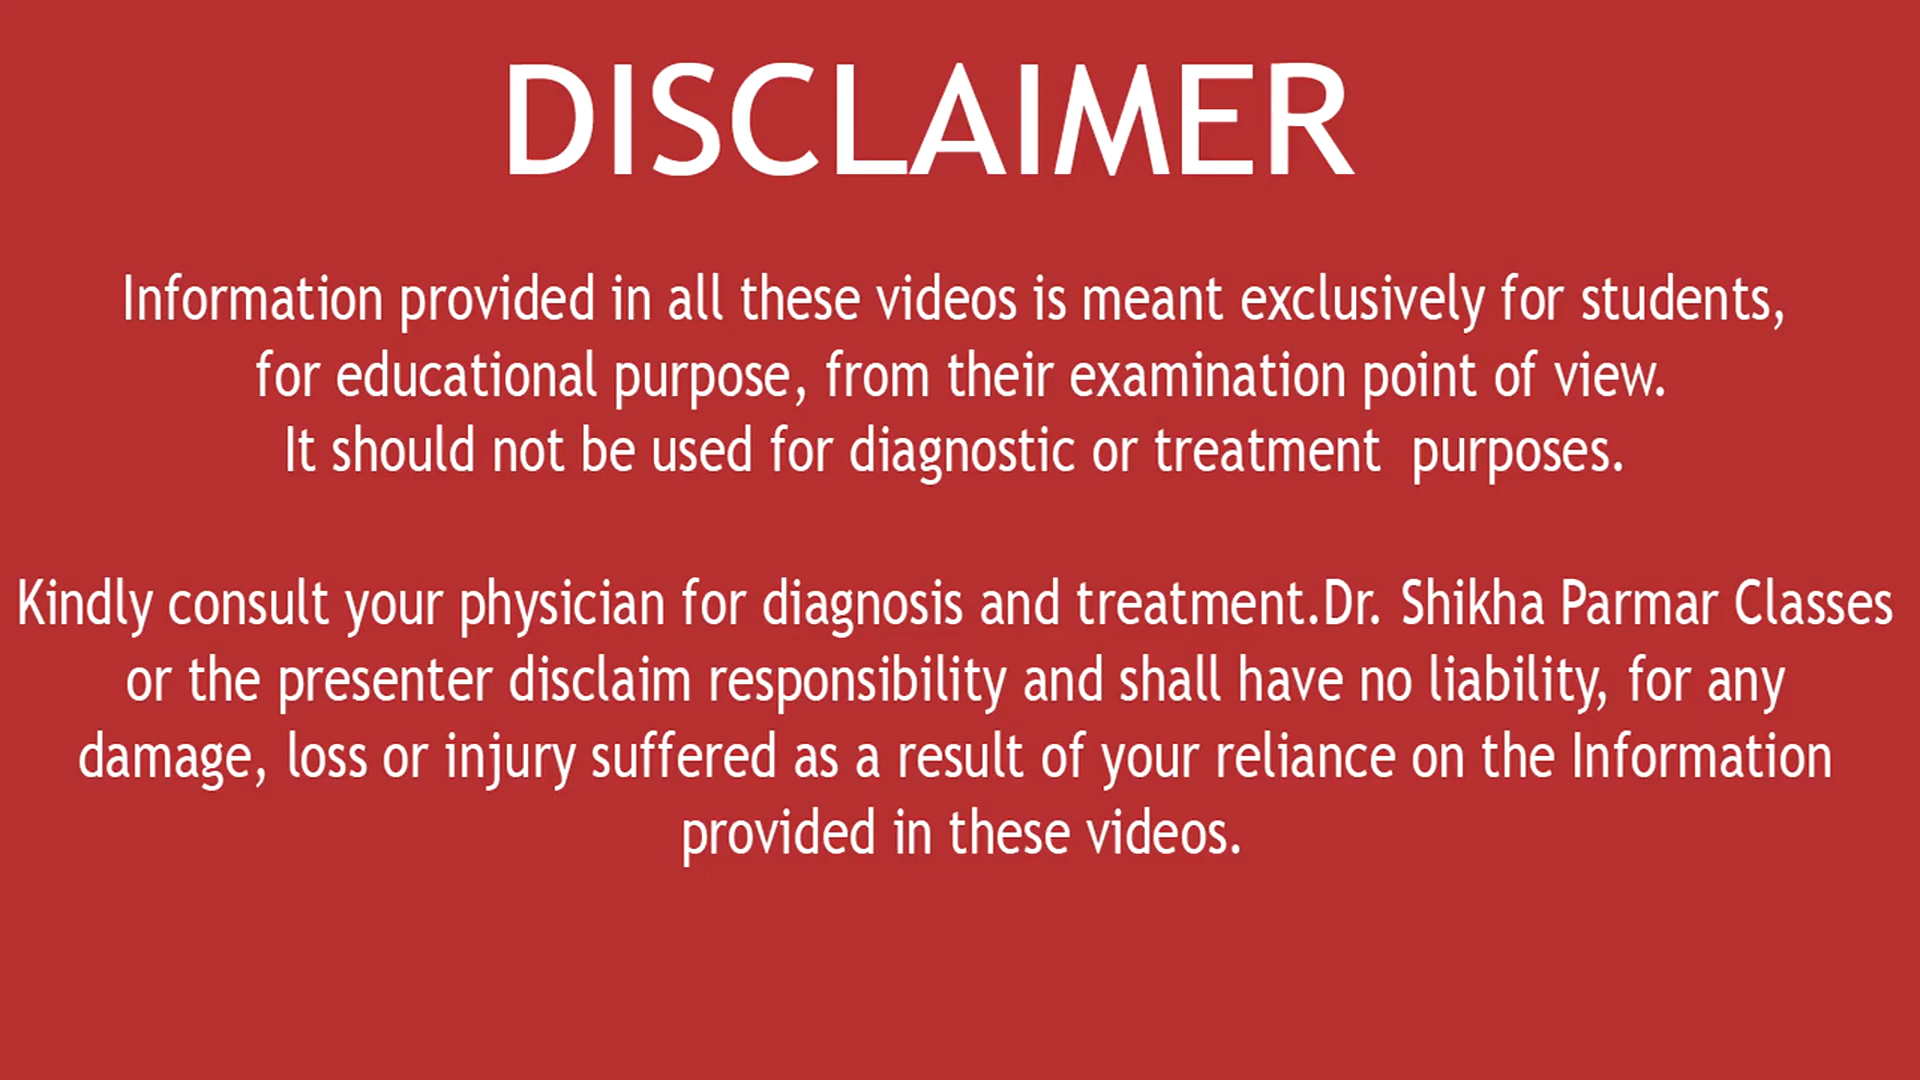 DISCLAIMER
Information provided in all these videos is meant exclusively for students,
for educational purpose, from their examination point of view.
It should not be used for diagnostic or treatment  purposes.
Kindly consult your physician for diagnosis and treatment.Dr. Shikha Parmar Classes
or the presenter disclaim responsibility and shall have no liability, for any
damage, loss or injury suffered as a result of your reliance on the Information
provided in these videos.